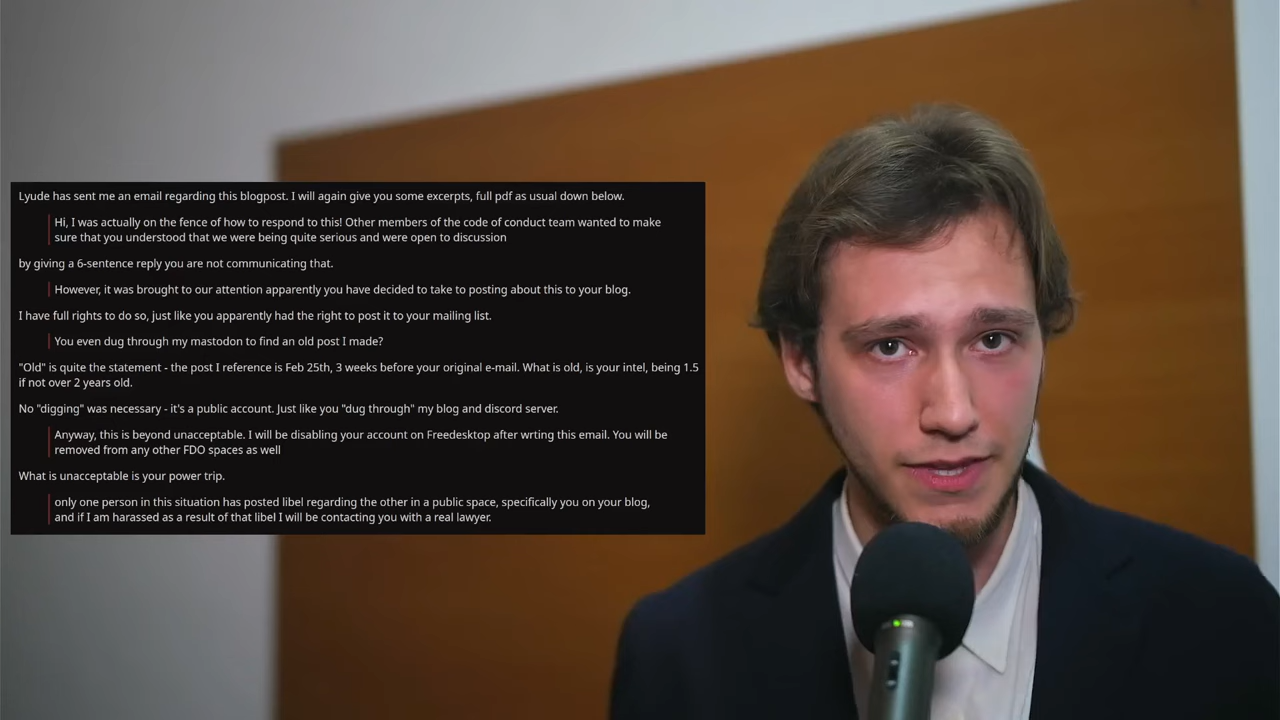 Lyude has sent me an email regarding this blogpost. I will again give you some excerpts, full pdf as usual down below.
Hi, I was actually on the fence of how to respond to this! Other members of the code of conduct team wanted to make
sure that you understood that we were being quite serious and were open to discussion
by giving a 6-sentence reply you are not communicating that.
However, it was brought to our attention apparently you have decided to take to posting about this to your blog.
I have full rights to do so, just like you apparently had the right to post it to your mailing list.
You even dug through my mastodon to find an old post I made?
"Old" is quite the statement - the post I reference is Feb 25th, 3 weeks before your original e-mail. What is old, is your intel, being 1.5
if not over 2 years old.
No "digging" was necessary - it's a public account. Just like you "dug through" my blog and discord server.
Anyway, this is beyond unacceptable. I will be disabling your account on Freedesktop after wrting this email. You will be
removed from any other FDO spaces as well
What is unacceptable is your power trip.
only one person in this situation has posted libel regarding the other in a public space, specifically you on your blog,
and if I am harassed as a result of that libel I will be contacting you with a real lawyer.